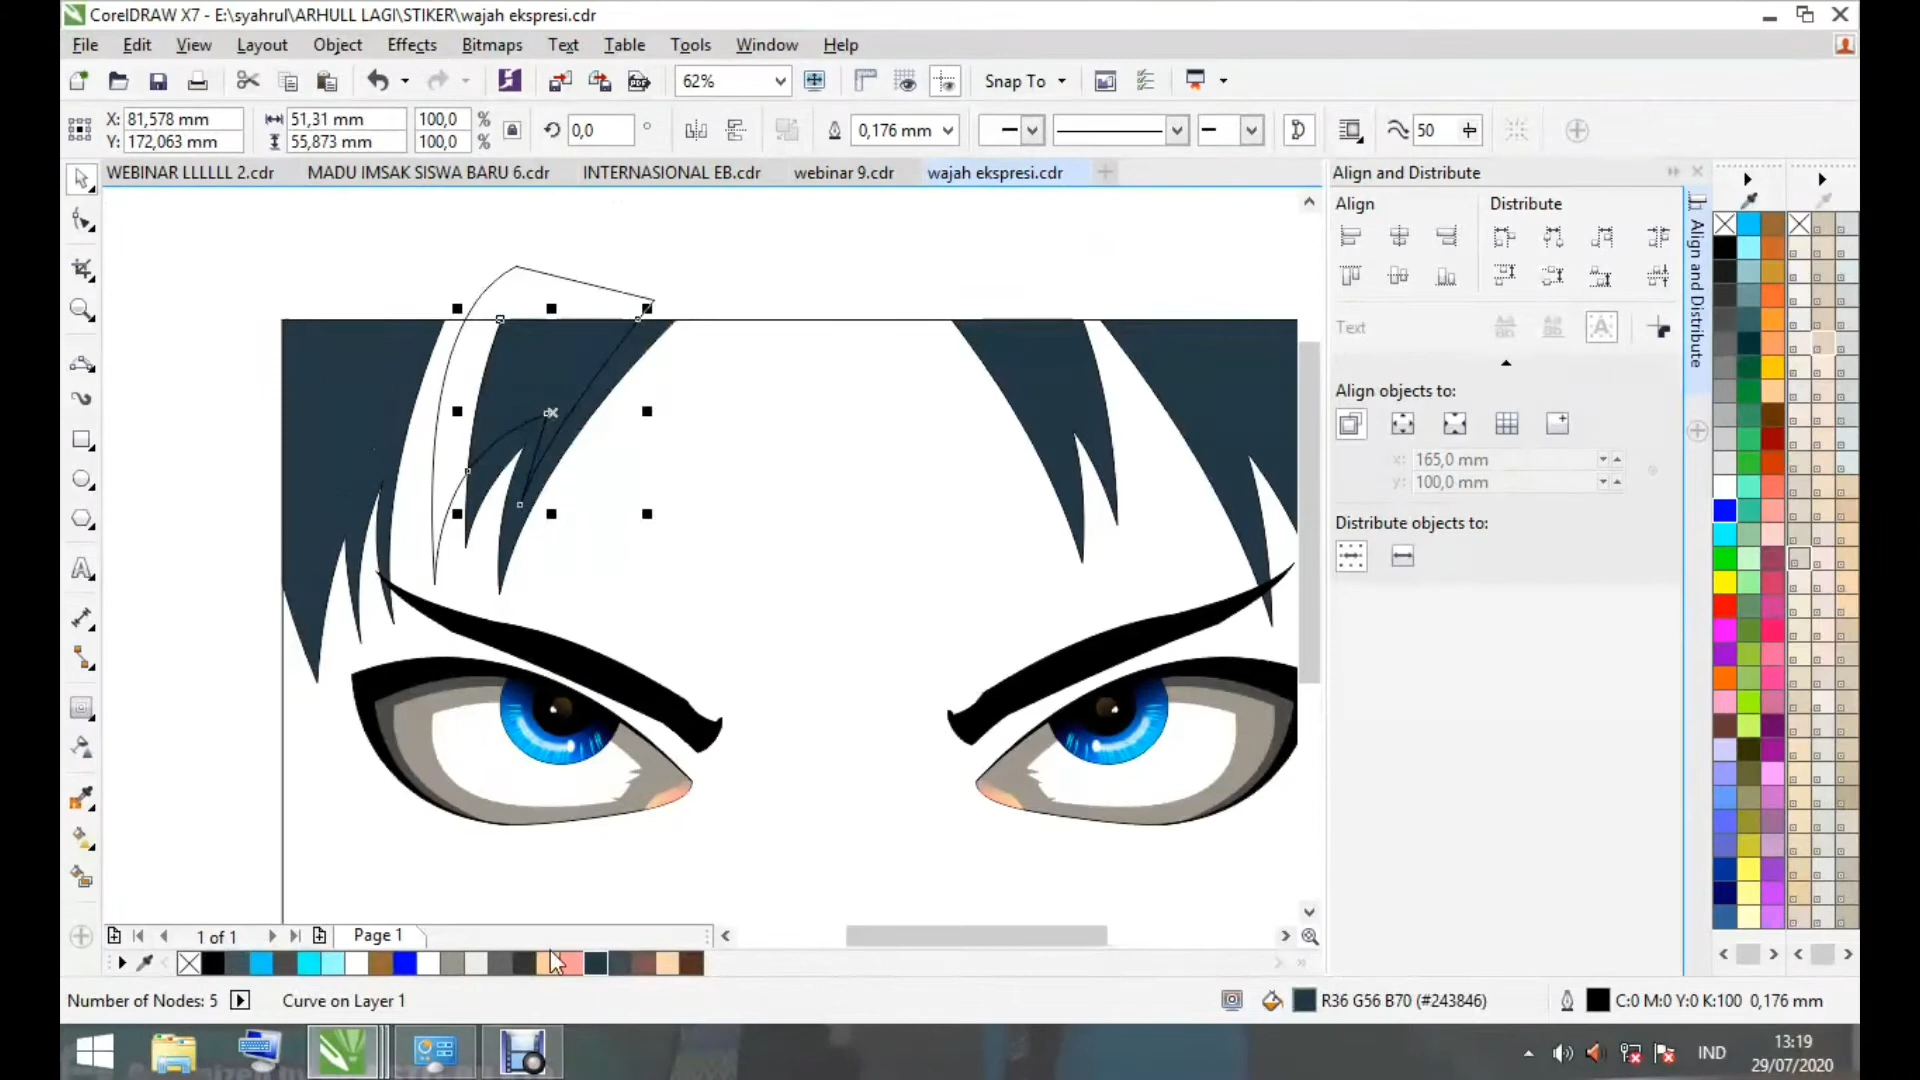 CorelDRAW X7 - E:\syahrul\ARHULL LAGI\STIKER\wajah ekspresi.cdr
File Edit View Layout Object Effects Bitmaps Text Table Tools Window Help
62% Snap To
X: 81,578 mm 51,31 mm 100,0 % 0,0 ° 0,176 mm 50
Y: 172,063 mm 55,873 mm 100,0 %
WEBINAR LLLLLL 2.cdr MADU IMSAK SISWA BARU 6.cdr INTERNASIONAL EB.cdr webinar 9.cdr wajah ekspresi.cdr
Align and Distribute
Align Distribute
Text
Align objects to:
x: 165,0 mm
y: 100,0 mm
Distribute objects to:
Align and Distribute
1 of 1 Page 1
Number of Nodes: 5 Curve on Layer 1 R36 G56 B70 (#243846) C:0 M:0 Y:0 K:100 0,176 mm
IND
13:19
29/07/2020